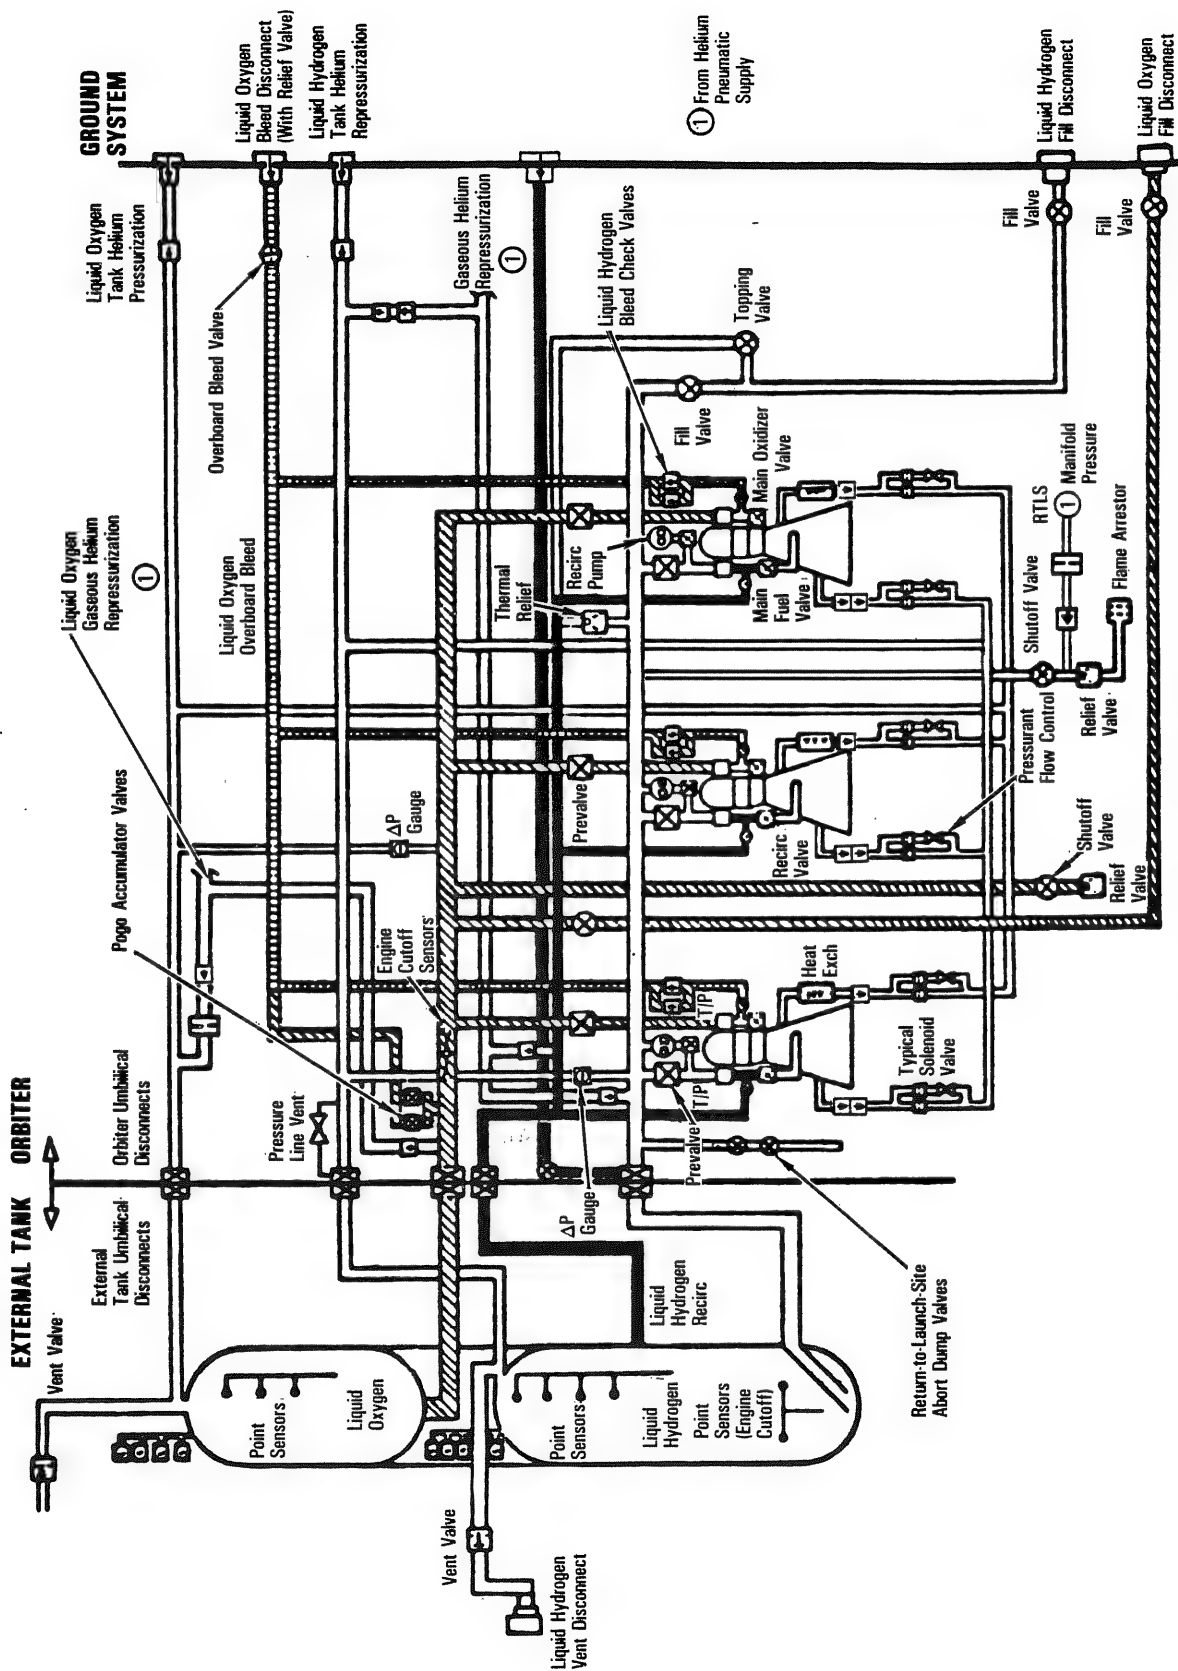 EXTERNAL TANK
ORBITER
GROUND
SYSTEM
Vent Valve
External
Tank Umbilical
Disconnects
Orbiter Umbilical
Disconnects
Pressure
Line Vent
Pogo Accumulator Valves
Liquid Oxygen
Gaseous Helium
Repressurization
1
Overboard Bleed Valve
Liquid Oxygen
Overboard Bleed
Liquid Oxygen
Tank Helium
Pressurization
Liquid Oxygen
Bleed Disconnect
(With Relief Valve)
Liquid Hydrogen
Tank Helium
Repressurization
Point
Sensors
Liquid
Oxygen
Engine
Cutoff
Sensors
ΔP
Gauge
Gaseous Helium
Repressurization
1
1 From Helium
Pneumatic
Supply
Vent Valve
Liquid Hydrogen
Vent Disconnect
Point
Sensors
Liquid
Hydrogen
Point
Sensors
(Engine
Cutoff)
Liquid
Hydrogen
Recirc
ΔP
Gauge
Prevalve
T/P
T/P
Prevalve
Thermal
Relief
Recirc
Pump
Fill
Valve
Liquid Hydrogen
Bleed Check Valves
Topping
Valve
Recirc
Valve
Main
Fuel
Valve
Main Oxidizer
Valve
Return-to-Launch-Site
Abort Dump Valves
Typical
Solenoid
Valve
Heat
Exch
Shutoff
Valve
Relief
Valve
Pressurant
Flow Control
Shutoff Valve
Relief
Valve
RTLS
1 Manifold
Pressure
Flame Arrestor
Fill
Valve
Liquid Hydrogen
Fill Disconnect
Fill
Valve
Liquid Oxygen
Fill Disconnect